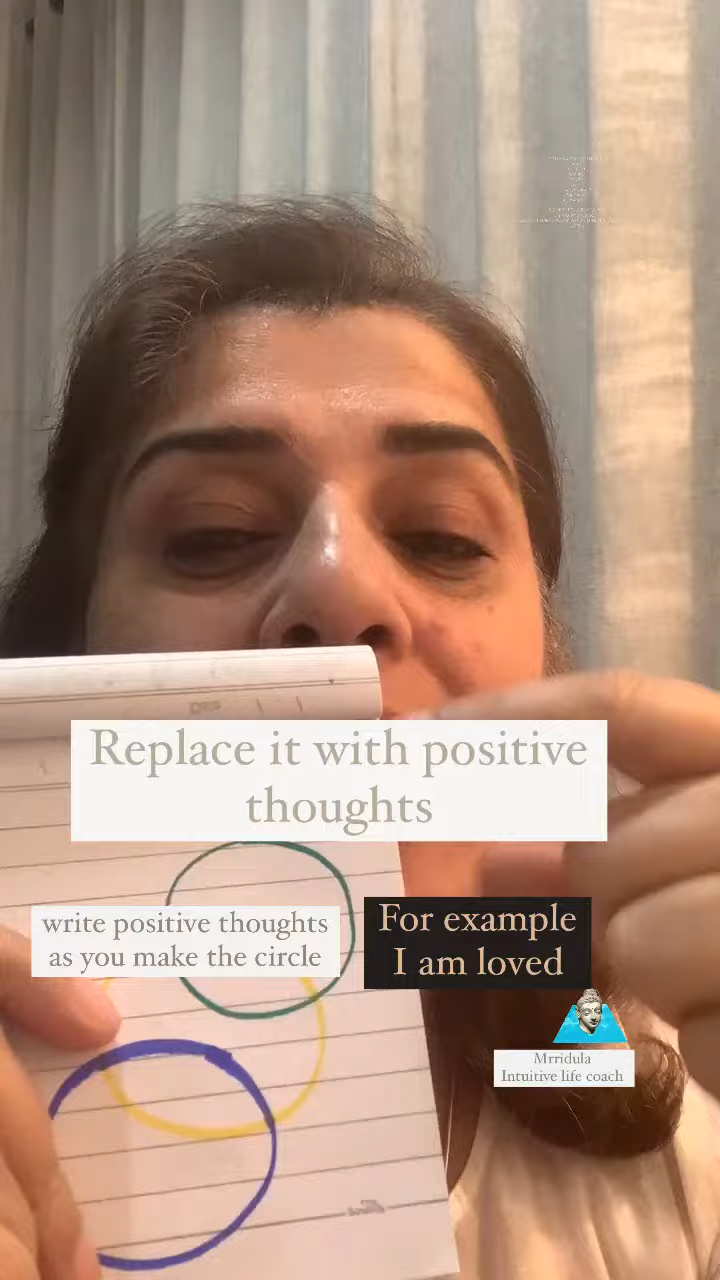 Replace it with positive
thoughts
write positive thoughts
as you make the circle
For example
I am loved
Mrridula
Intuitive life coach